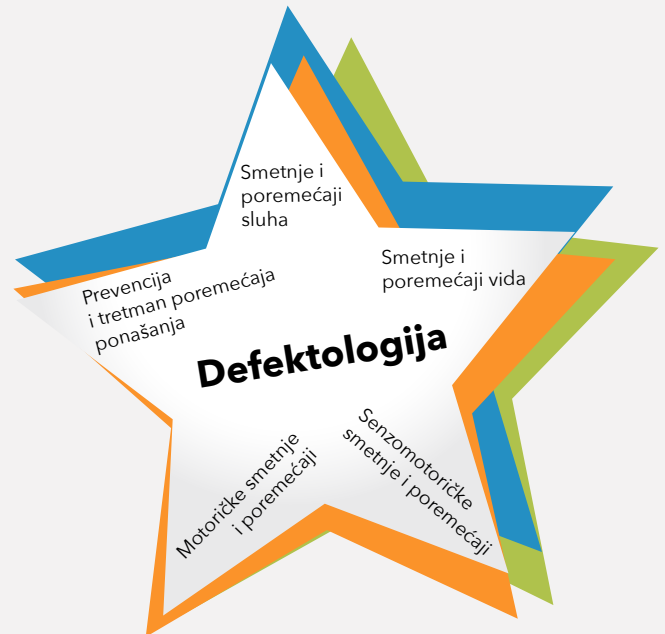 Smetnje i
poremećaji
sluha
Smetnje i
poremećaji vida
Prevencija
i tretman poremećaja
ponašanja
Defektologija
Motoričke smetnje
i poremećaji
Senzomotoričke
smetnje i poremećaji